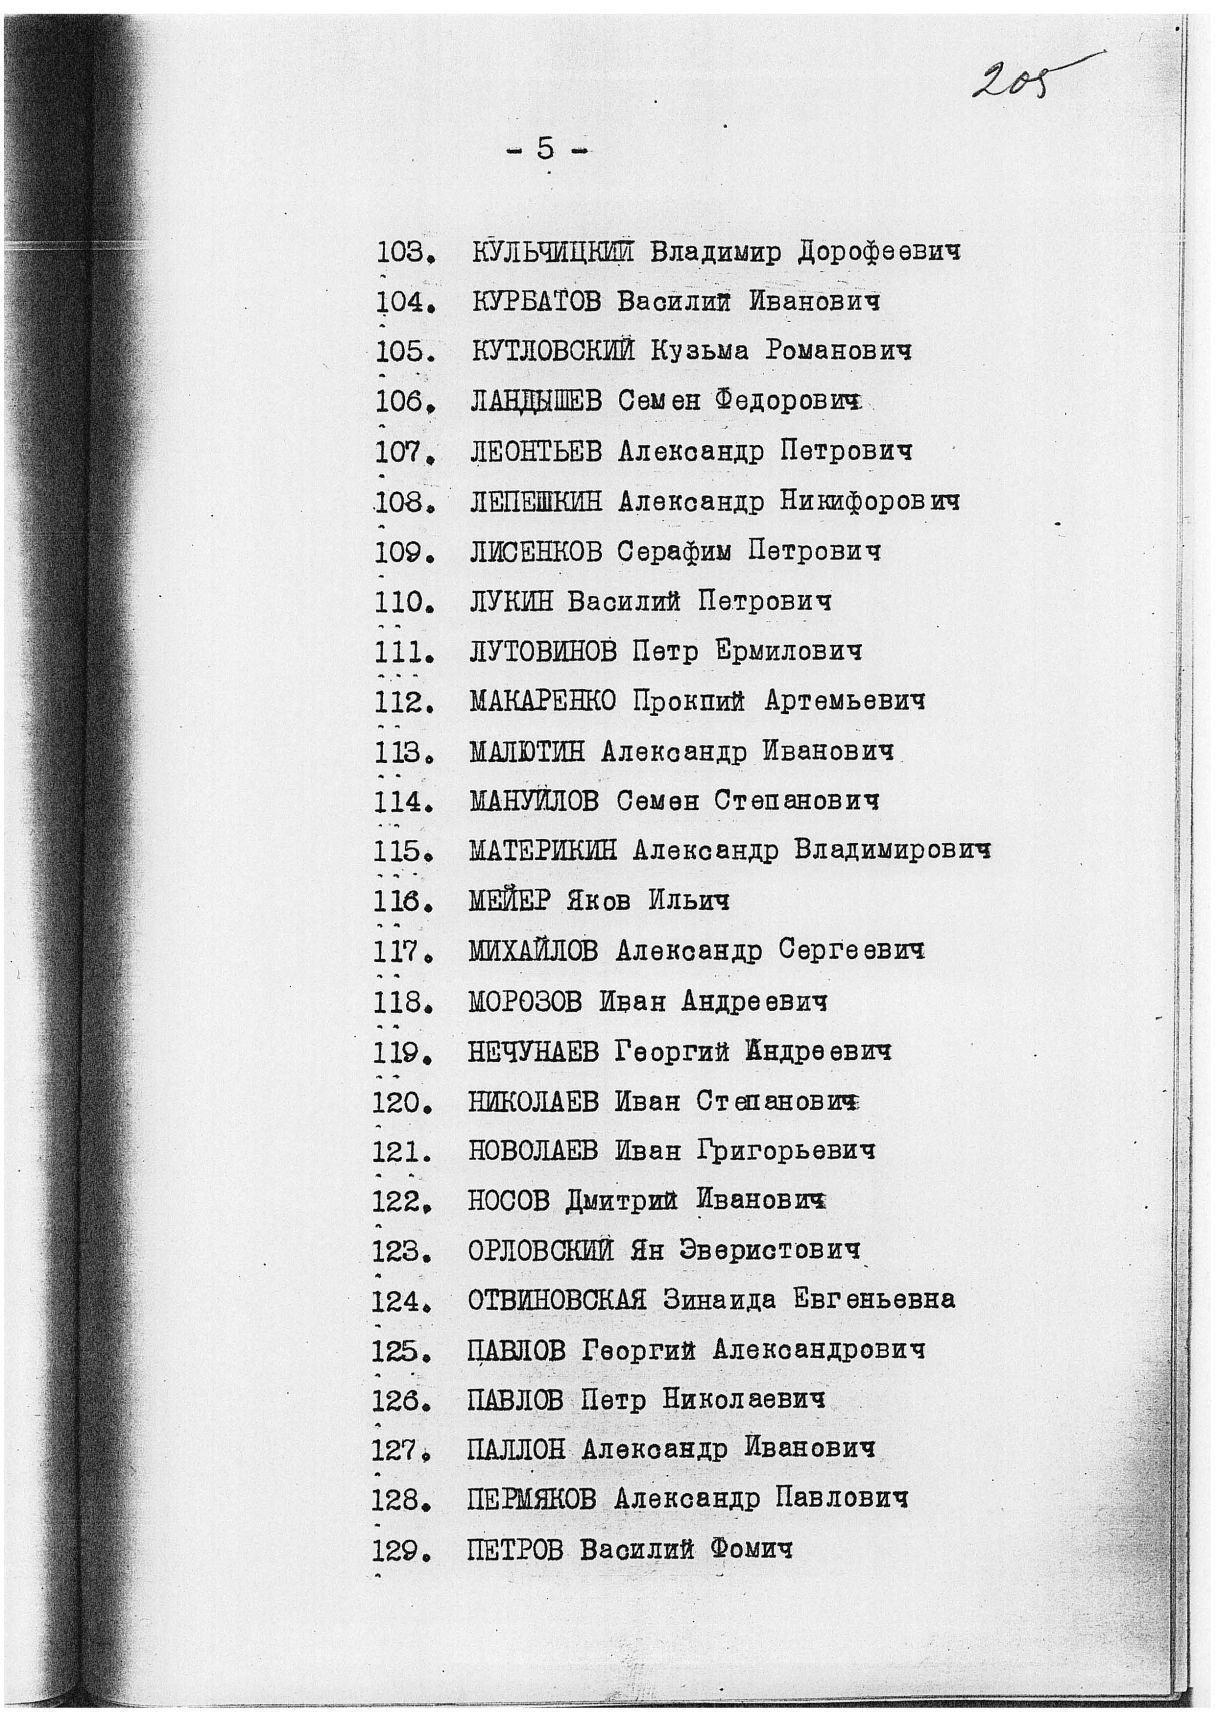 205
- 5 -
103. КУЛЬЧИЦКИЙ Владимир Дорофеевич
104. КУРБАТОВ Василий Иванович
105. КУТЛОВСКИЙ Кузьма Романович
106. ЛАНДЫШЕВ Семен Федорович
107. ЛЕОНТЬЕВ Александр Петрович
108. ЛЕПЕШКИН Александр Никифорович
109. ЛИСЕНКОВ Серафим Петрович
110. ЛУКИН Василий Петрович
111. ЛУТОВИНОВ Петр Ермилович
112. МАКАРЕНКО Прокпий Артемьевич
113. МАЛЮТИН Александр Иванович
114. МАНУЙЛОВ Семен Степанович
115. МАТЕРИКИН Александр Владимирович
116. МЕЙЕР Яков Ильич
117. МИХАЙЛОВ Александр Сергеевич
118. МОРОЗОВ Иван Андреевич
119. НЕЧУНАЕВ Георгий Андреевич
120. НИКОЛАЕВ Иван Степанович
121. НОВОЛАЕВ Иван Григорьевич
122. НОСОВ Дмитрий Иванович
123. ОРЛОВСКИЙ Ян Эверистович
124. ОТВИНОВСКАЯ Зинаида Евгеньевна
125. ПАВЛОВ Георгий Александрович
126. ПАВЛОВ Петр Николаевич
127. ПАЛЛОН Александр Иванович
128. ПЕРМЯКОВ Александр Павлович
129. ПЕТРОВ Василий Фомич